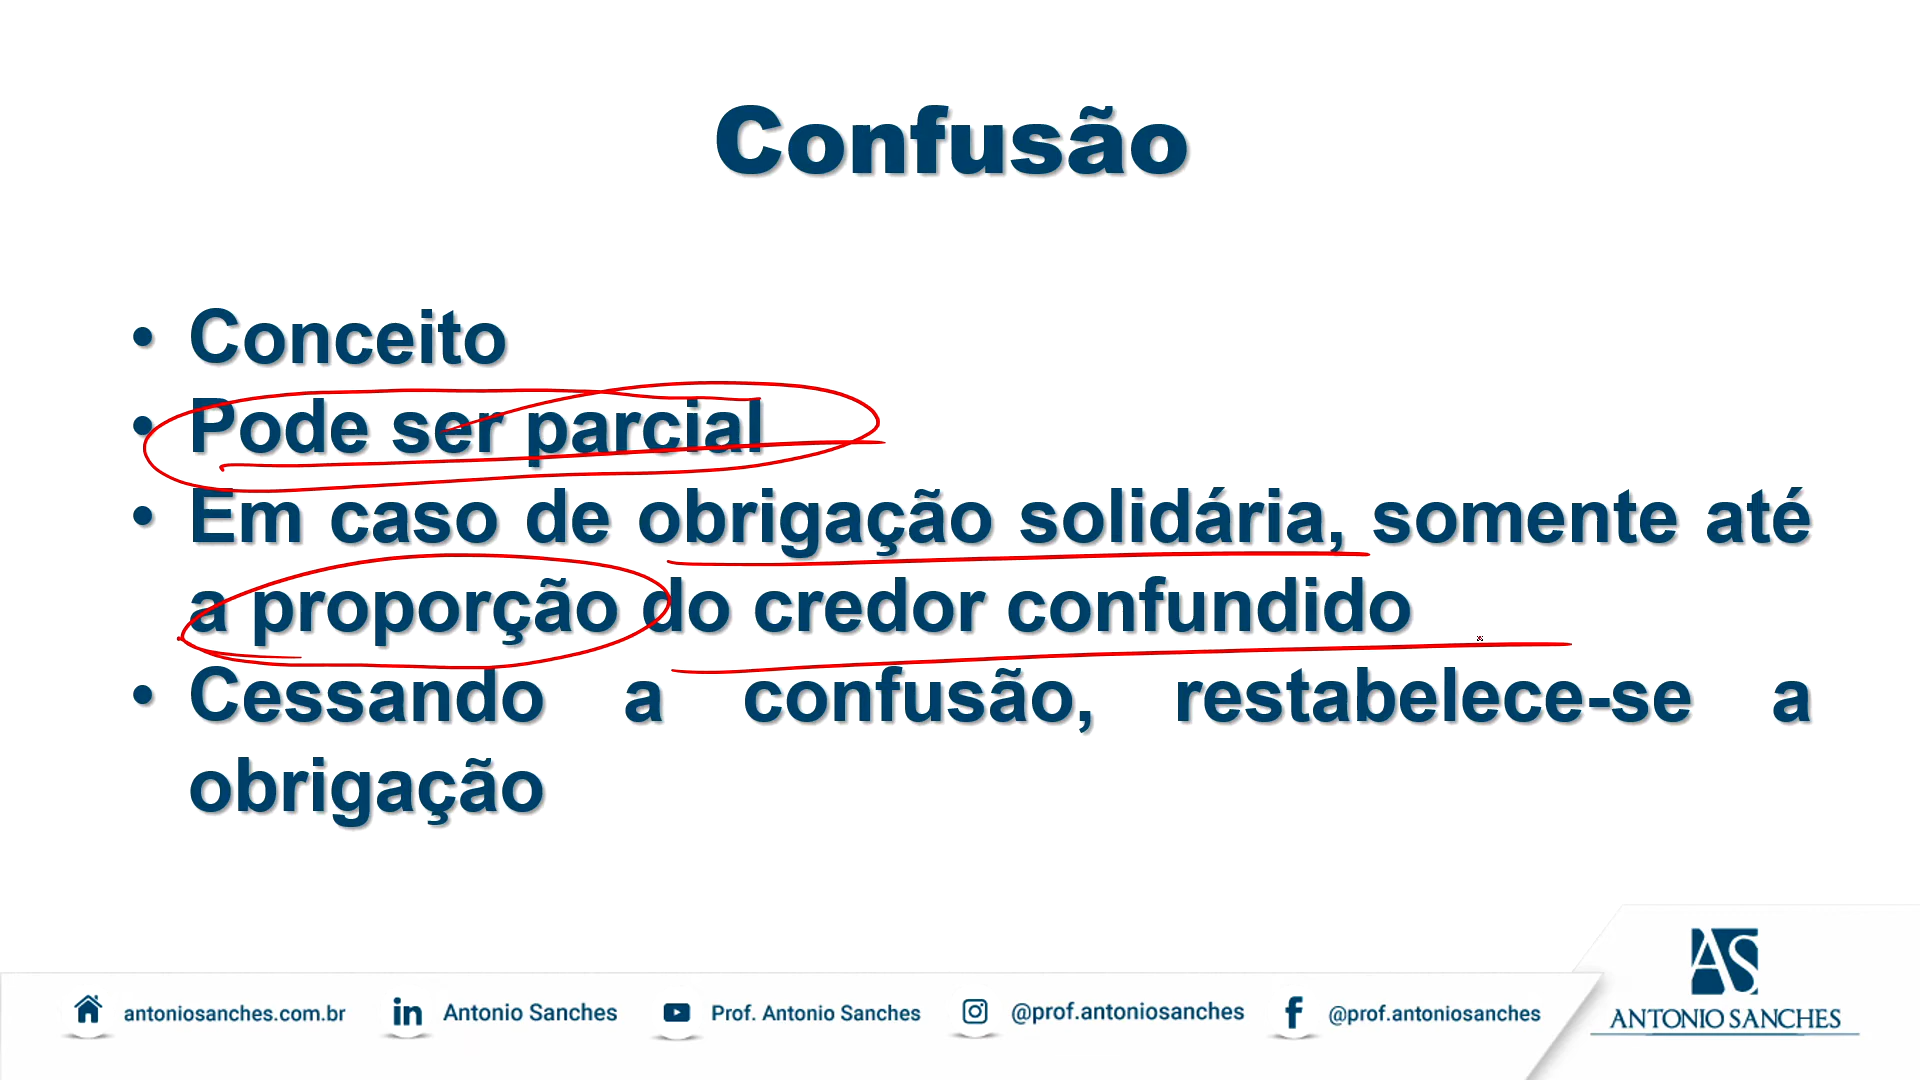 Confusão
• Conceito
• Pode ser parcial
• Em caso de obrigação solidária, somente até
a proporção do credor confundido
• Cessando a confusão, restabelece-se a
obrigação
AS
antoniosanches.com.br in Antonio Sanches Prof. Antonio Sanches @prof.antoniosanches f @prof.antoniosanches ANTONIO SANCHES